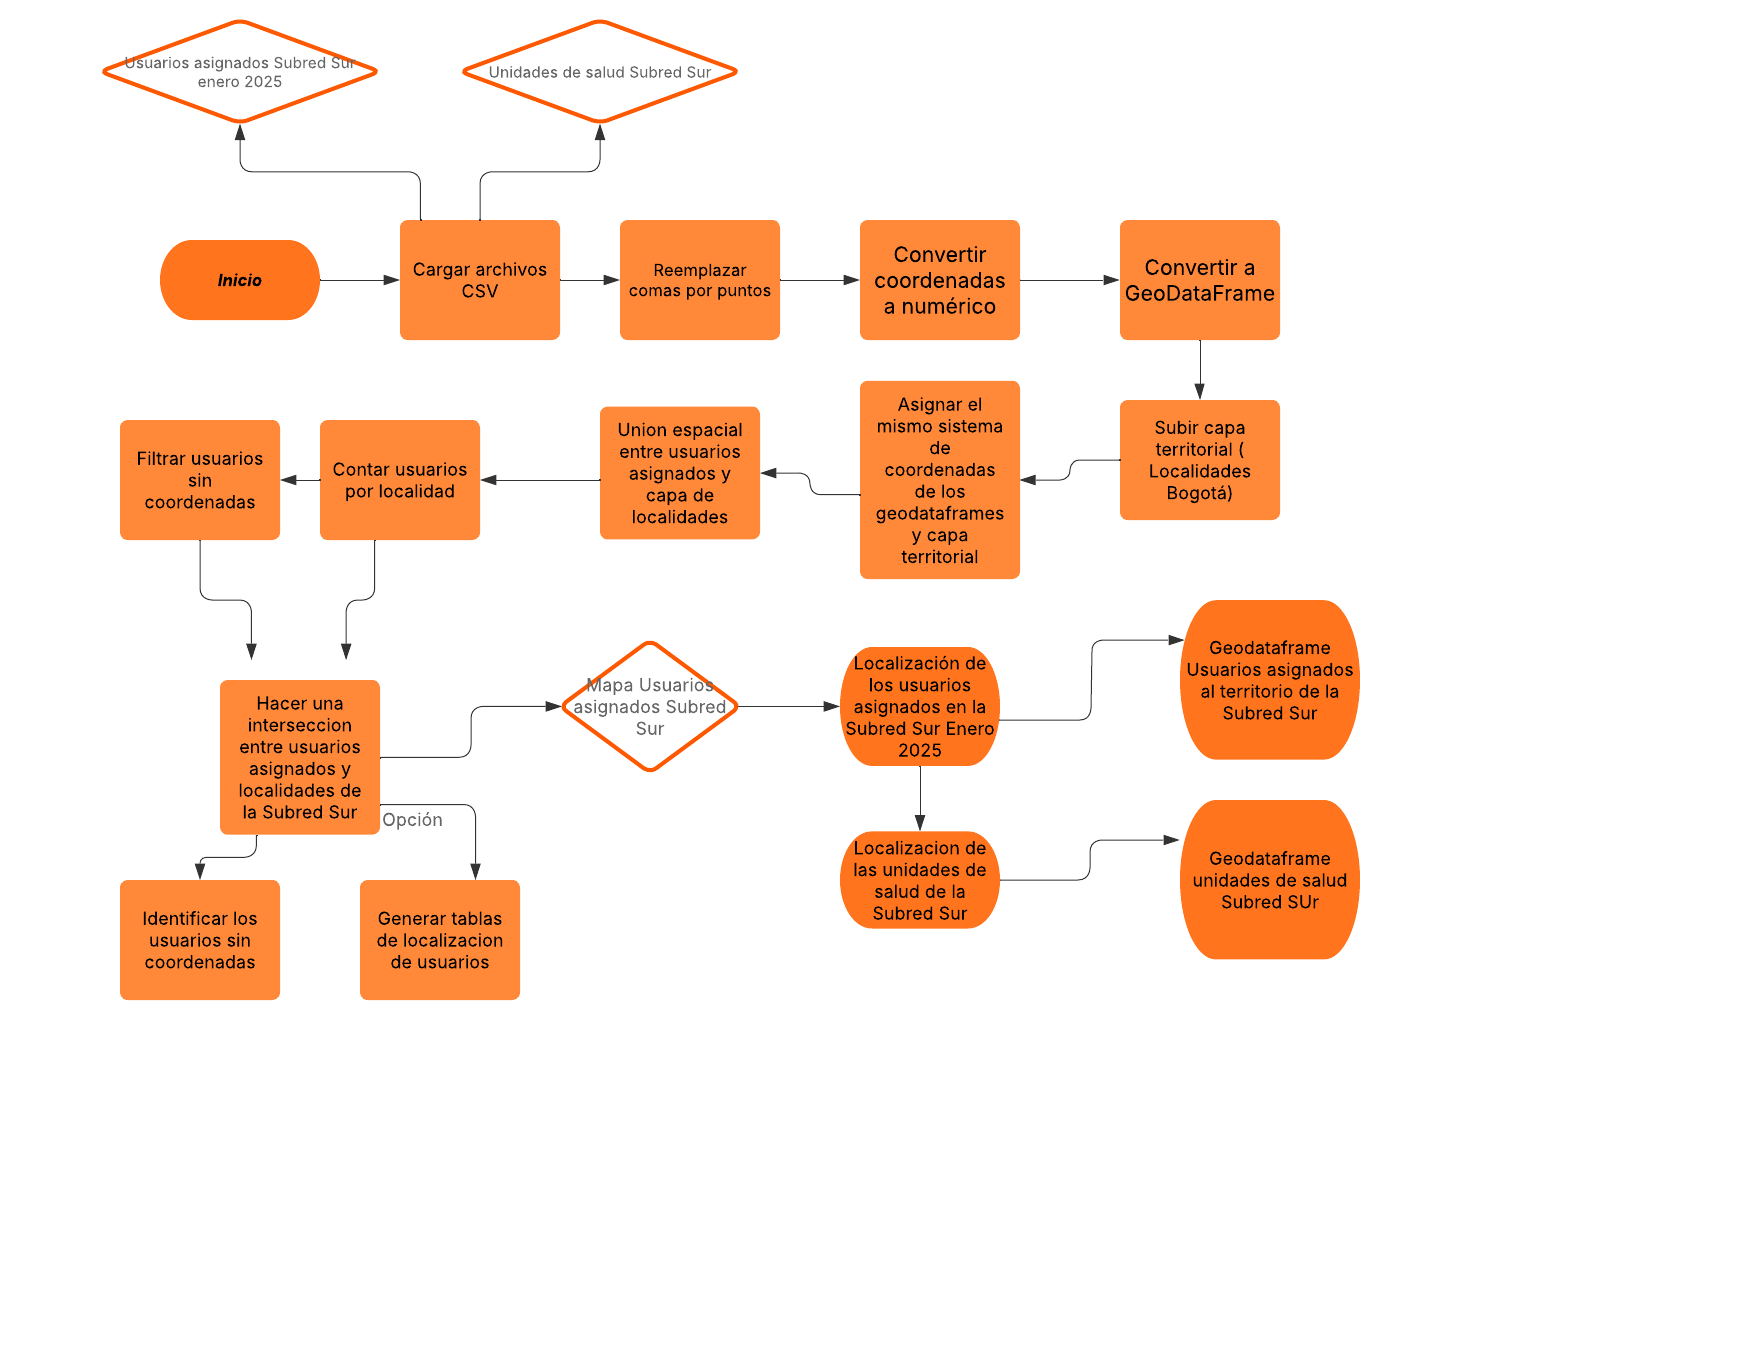 Usuarios asignados Subred Sur
enero 2025
Unidades de salud Subred Sur
Inicio
Cargar archivos
CSV
Reemplazar
comas por puntos
Convertir
coordenadas
a numérico
Convertir a
GeoDataFrame
Filtrar usuarios
sin
coordenadas
Contar usuarios
por localidad
Union espacial
entre usuarios
asignados y
capa de
localidades
Asignar el
mismo sistema
de
coordenadas
de los
geodataframes
y capa
territorial
Subir capa
territorial (
Localidades
Bogotá)
Hacer una
interseccion
entre usuarios
asignados y
localidades de
la Subred Sur
Opción
Mapa Usuarios
asignados Subred
Sur
Localización de
los usuarios
asignados en la
Subred Sur Enero
2025
Geodataframe
Usuarios asignados
al territorio de la
Subred Sur
Identificar los
usuarios sin
coordenadas
Generar tablas
de localizacion
de usuarios
Localizacion de
las unidades de
salud de la
Subred Sur
Geodataframe
unidades de salud
Subred SUr